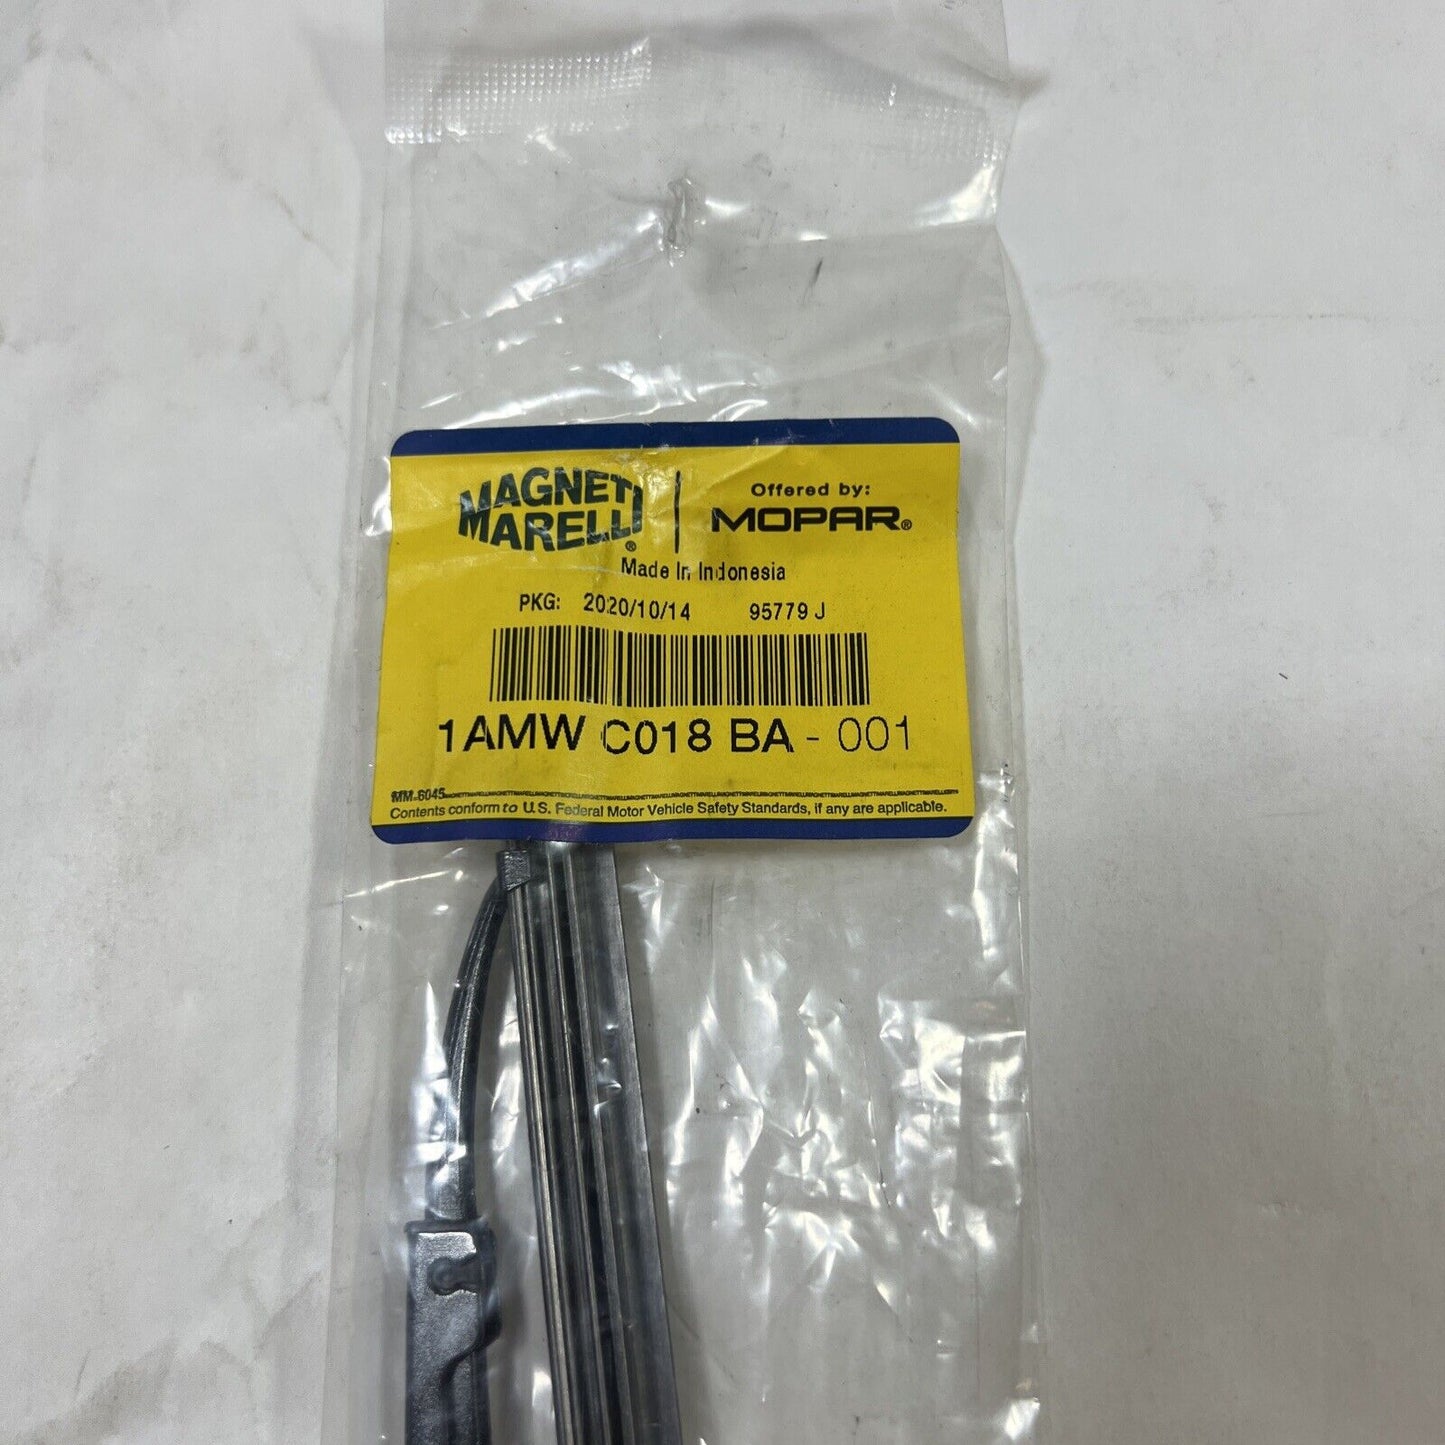 MAGNETI
MARELLI®
Offered by:
MOPAR®
Made In Indonesia
PKG: 2020/10/14 95779 J
1AMW C018 BA - 001
MM-6045
Contents conform to U.S. Federal Motor Vehicle Safety Standards, if any are applicable.